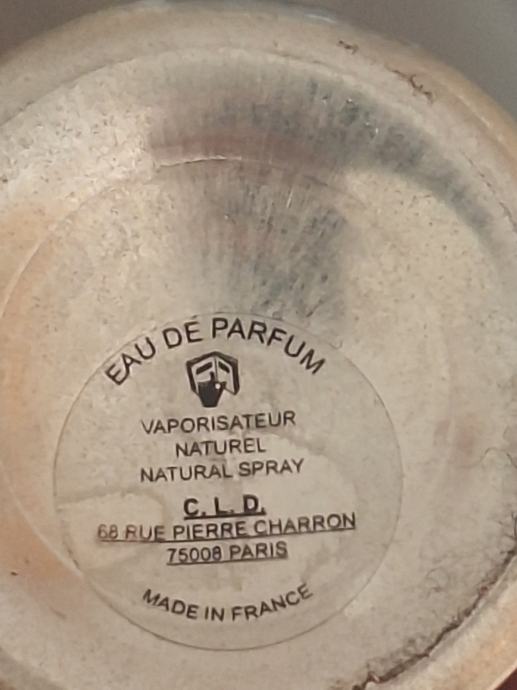 EAU DE PARFUM
VAPORISATEUR
NATUREL
NATURAL SPRAY
C. L. D.
68 RUE PIERRE CHARRON
75008 PARIS
MADE IN FRANCE